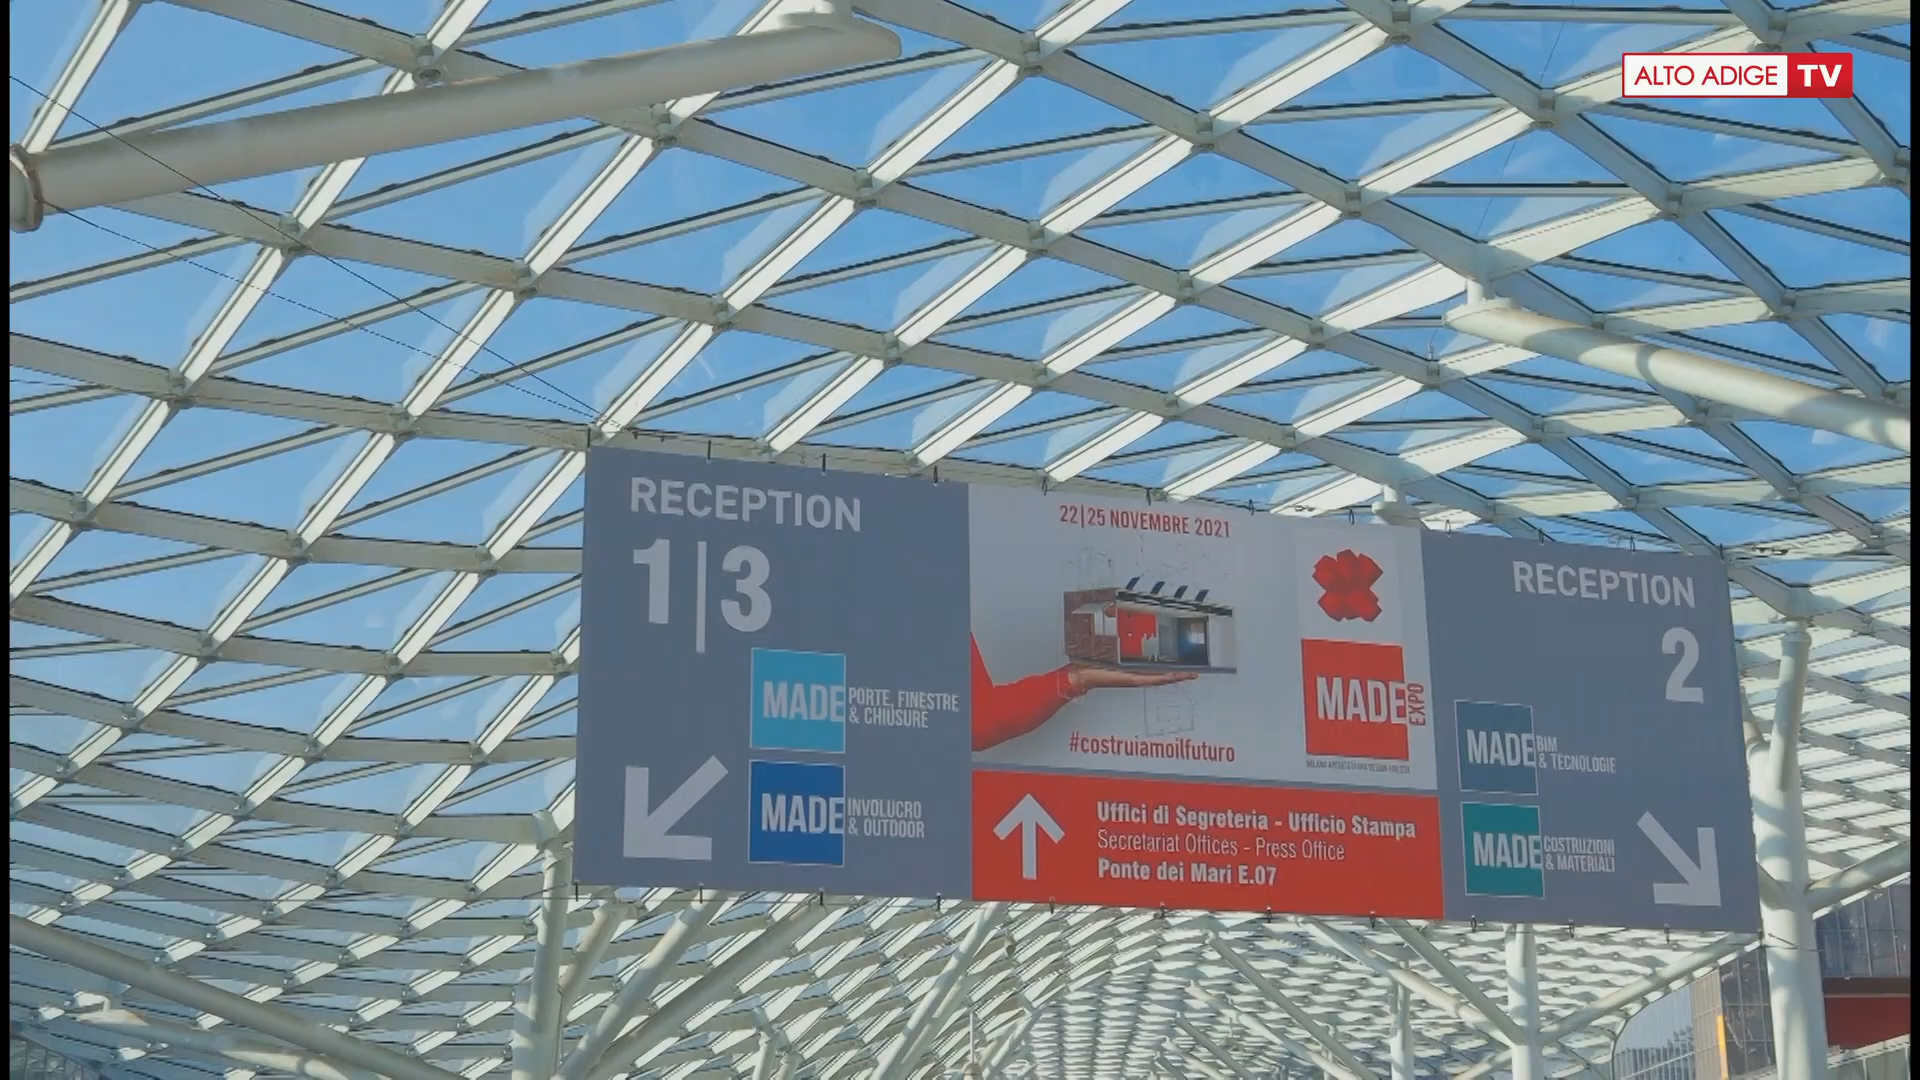 ALTO ADIGE TV
RECEPTION
1|3
MADE PORTE, FINESTRE
& CHIUSURE
MADE INVOLUCRO
& OUTDOOR
22|25 NOVEMBRE 2021
#costruiamoilfuturo
MADE EXPO
Uffici di Segreteria - Ufficio Stampa
Secretariat Offices - Press Office
Ponte dei Mari E.07
RECEPTION
2
MADE BIM
& TECNOLOGIE
MADE COSTRUZIONI
& MATERIALI